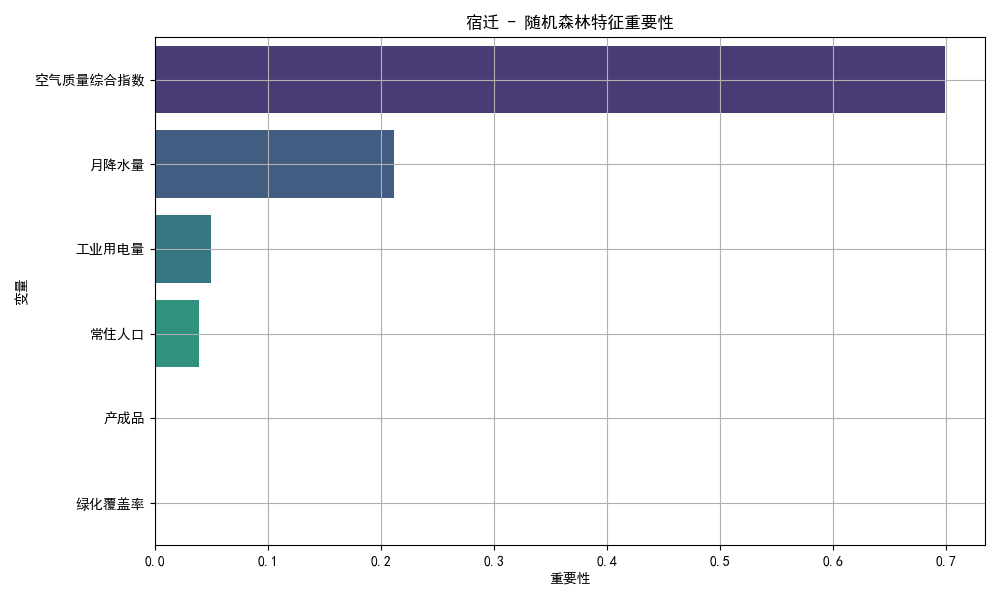 宿迁 - 随机森林特征重要性
空气质量综合指数
月降水量
工业用电量
常住人口
产成品
绿化覆盖率
变量
0.0 0.1 0.2 0.3 0.4 0.5 0.6 0.7
重要性